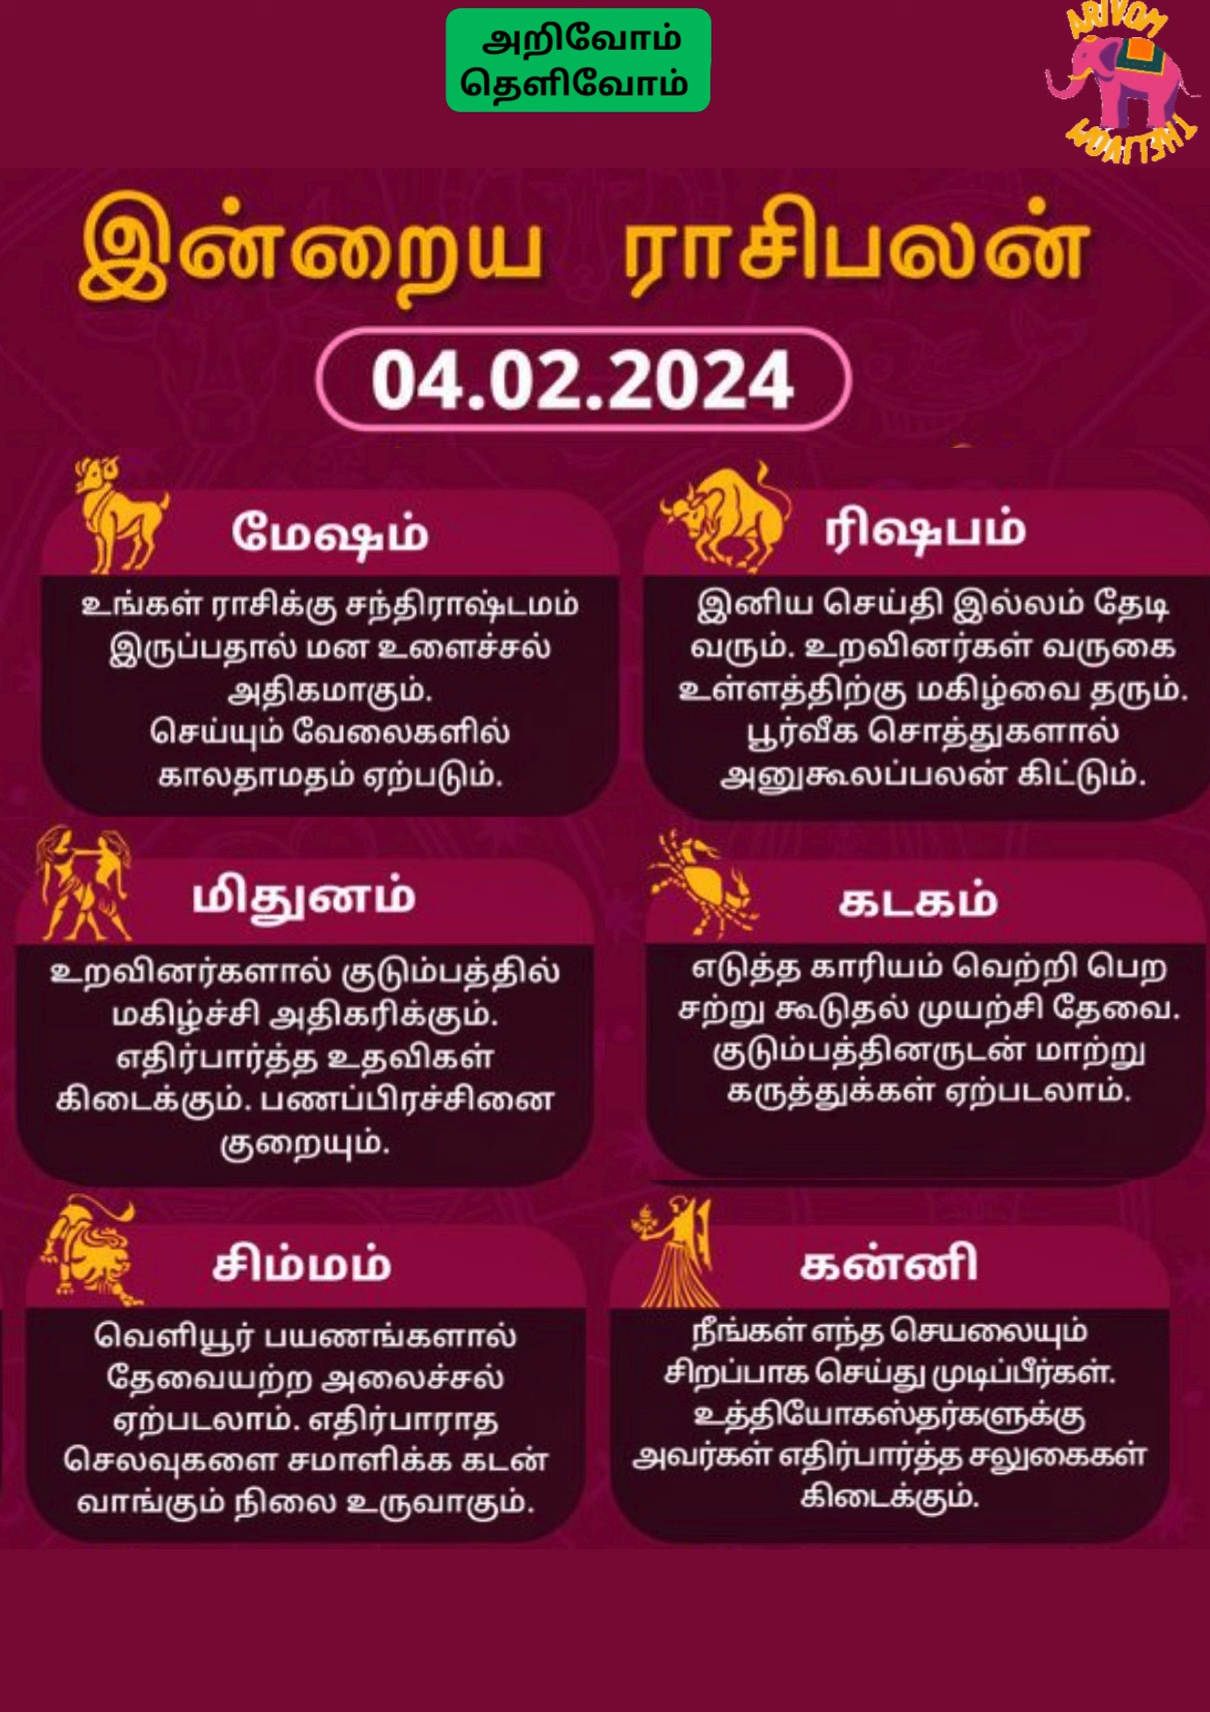 அறிவோம்
தெளிவோம்
ARIVOM
THELIVOM
இன்றைய ராசிபலன்
04.02.2024
மேஷம்
உங்கள் ராசிக்கு சந்திராஷ்டமம்
இருப்பதால் மன உளைச்சல்
அதிகமாகும்.
செய்யும் வேலைகளில்
காலதாமதம் ஏற்படும்.
ரிஷபம்
இனிய செய்தி இல்லம் தேடி
வரும். உறவினர்கள் வருகை
உள்ளத்திற்கு மகிழ்வை தரும்.
பூர்வீக சொத்துகளால்
அனுகூலப்பலன் கிட்டும்.
மிதுனம்
உறவினர்களால் குடும்பத்தில்
மகிழ்ச்சி அதிகரிக்கும்.
எதிர்பார்த்த உதவிகள்
கிடைக்கும். பணப்பிரச்சினை
குறையும்.
கடகம்
எடுத்த காரியம் வெற்றி பெற
சற்று கூடுதல் முயற்சி தேவை.
குடும்பத்தினருடன் மாற்று
கருத்துக்கள் ஏற்படலாம்.
சிம்மம்
வெளியூர் பயணங்களால்
தேவையற்ற அலைச்சல்
ஏற்படலாம். எதிர்பாராத
செலவுகளை சமாளிக்க கடன்
வாங்கும் நிலை உருவாகும்.
கன்னி
நீங்கள் எந்த செயலையும்
சிறப்பாக செய்து முடிப்பீர்கள்.
உத்தியோகஸ்தர்களுக்கு
அவர்கள் எதிர்பார்த்த சலுகைகள்
கிடைக்கும்.